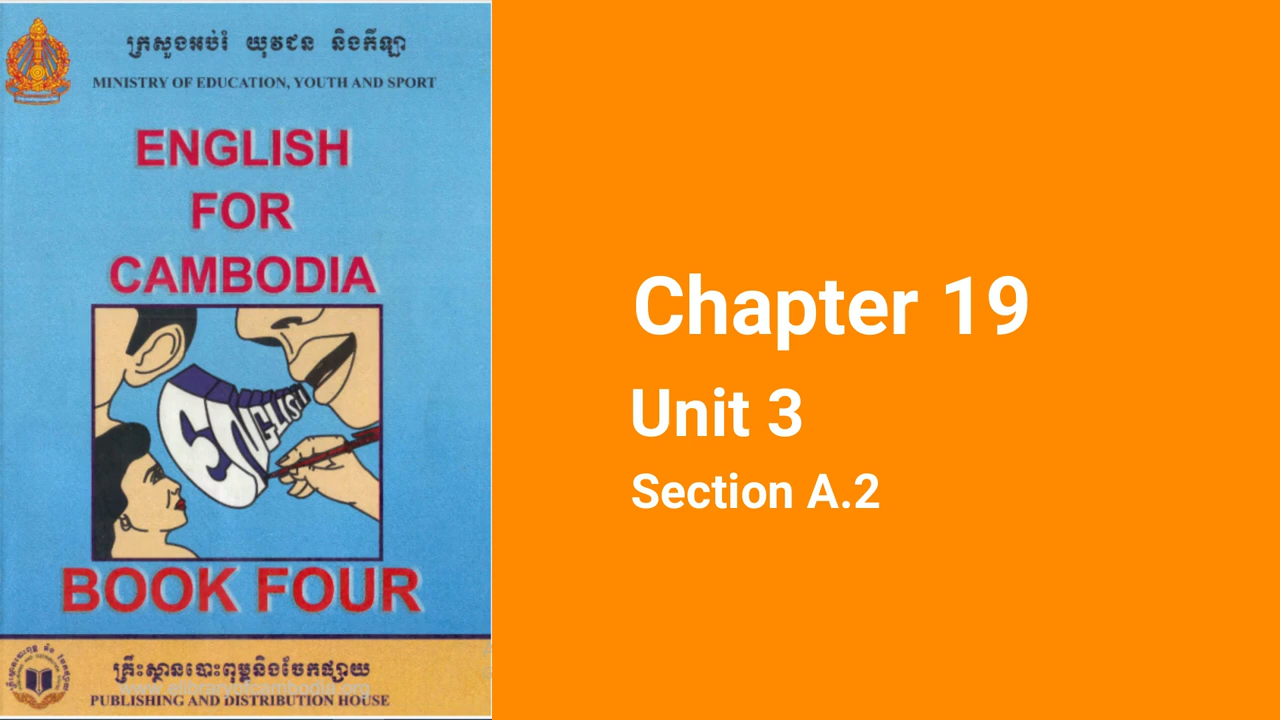 ក្រសួងអប់រំ យុវជន និងកីឡា
MINISTRY OF EDUCATION, YOUTH AND SPORT
ENGLISH
FOR
CAMBODIA
ENGLISH
BOOK FOUR
គ្រឹះស្ថានបោះពុម្ពនិងចែកផ្សាយ
PUBLISHING AND DISTRIBUTION HOUSE
Chapter 19
Unit 3
Section A.2